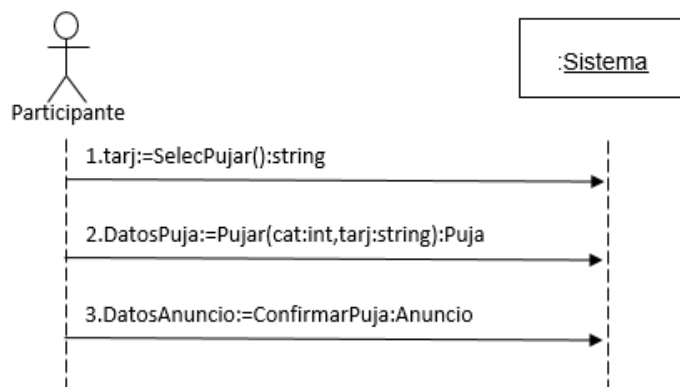 :Sistema
Participante
1.tarj:=SelecPujar():string
2.DatosPuja:=Pujar(cat:int,tarj:string):Puja
3.DatosAnuncio:=ConfirmarPuja:Anuncio